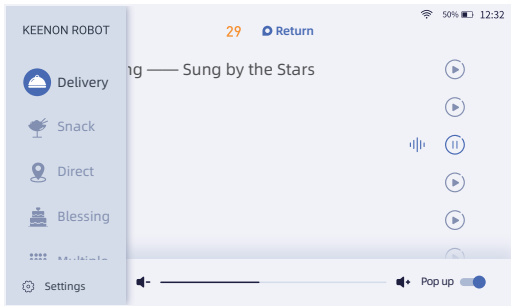 KEENON ROBOT
29 Return
50% 12:32
Delivery
ng —— Sung by the Stars
Snack
Direct
Blessing
Multiple
Settings
Pop up